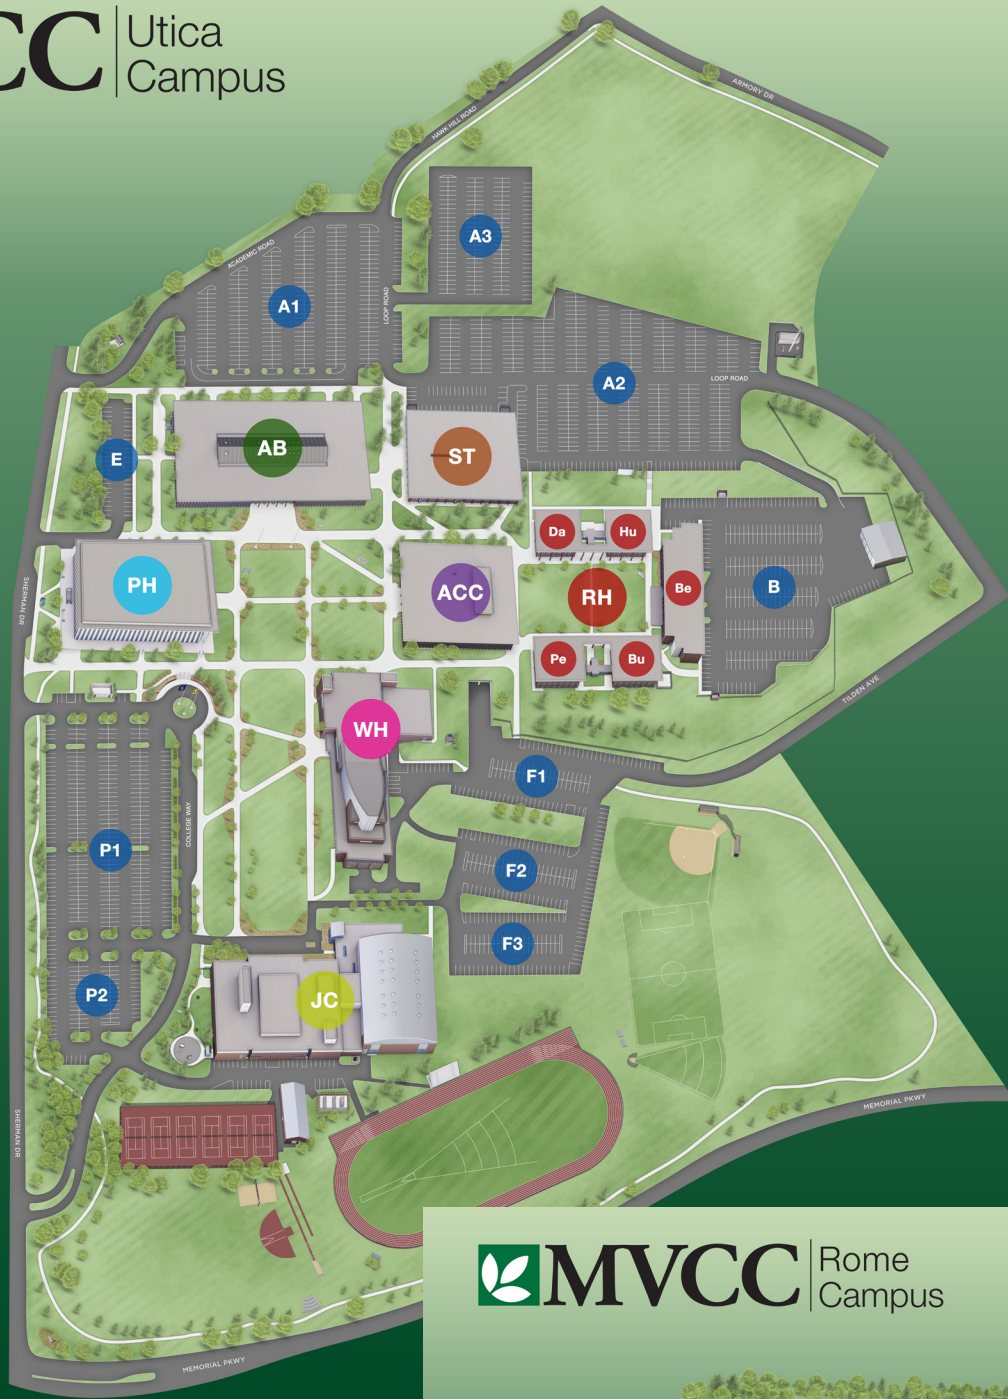 CC
Utica
Campus
ARMORY DR
HAWK HILL ROAD
A3
ACADEMIC ROAD
A1
LOOP ROAD
A2
LOOP ROAD
AB
ST
E
Da
Hu
PH
ACC
RH
Be
B
SHERMAN DR
Pe
Bu
TILDEN AVE
WH
F1
COLLEGE WAY
P1
F2
F3
P2
JC
MEMORIAL PKWY
SHERMAN DR
MVCC
Rome
Campus
MEMORIAL PKWY